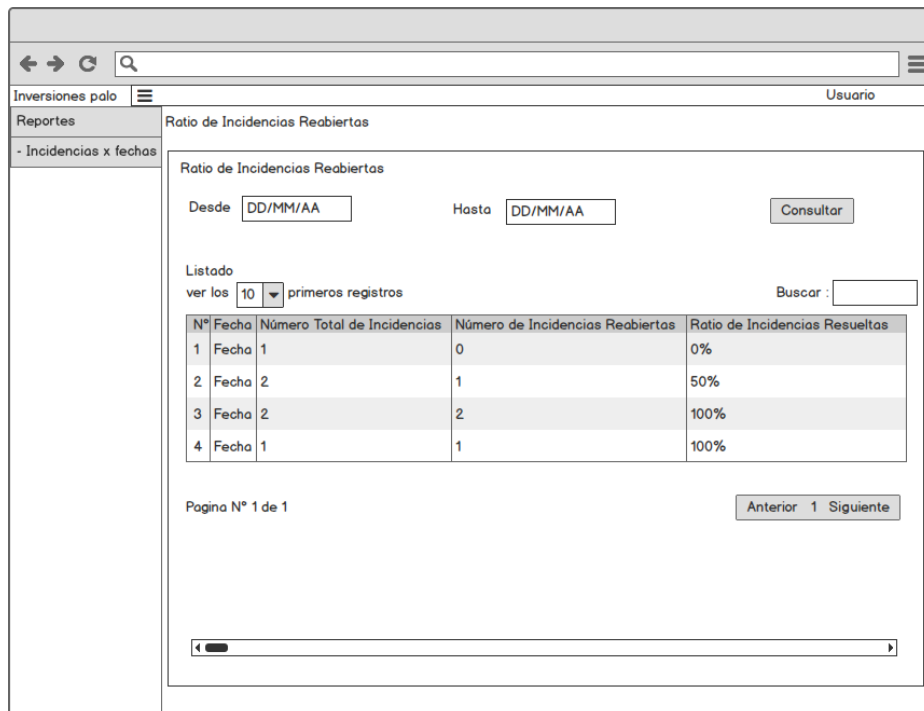 Inversiones palo
Usuario
Reportes
- Incidencias x fechas
Ratio de Incidencias Reabiertas
Ratio de Incidencias Reabiertas
Desde DD/MM/AA Hasta DD/MM/AA Consultar
Listado
ver los 10 primeros registros Buscar :
N° Fecha Número Total de Incidencias Número de Incidencias Reabiertas Ratio de Incidencias Resueltas
1 Fecha 1 0 0%
2 Fecha 2 1 50%
3 Fecha 2 2 100%
4 Fecha 1 1 100%
Pagina N° 1 de 1 Anterior 1 Siguiente